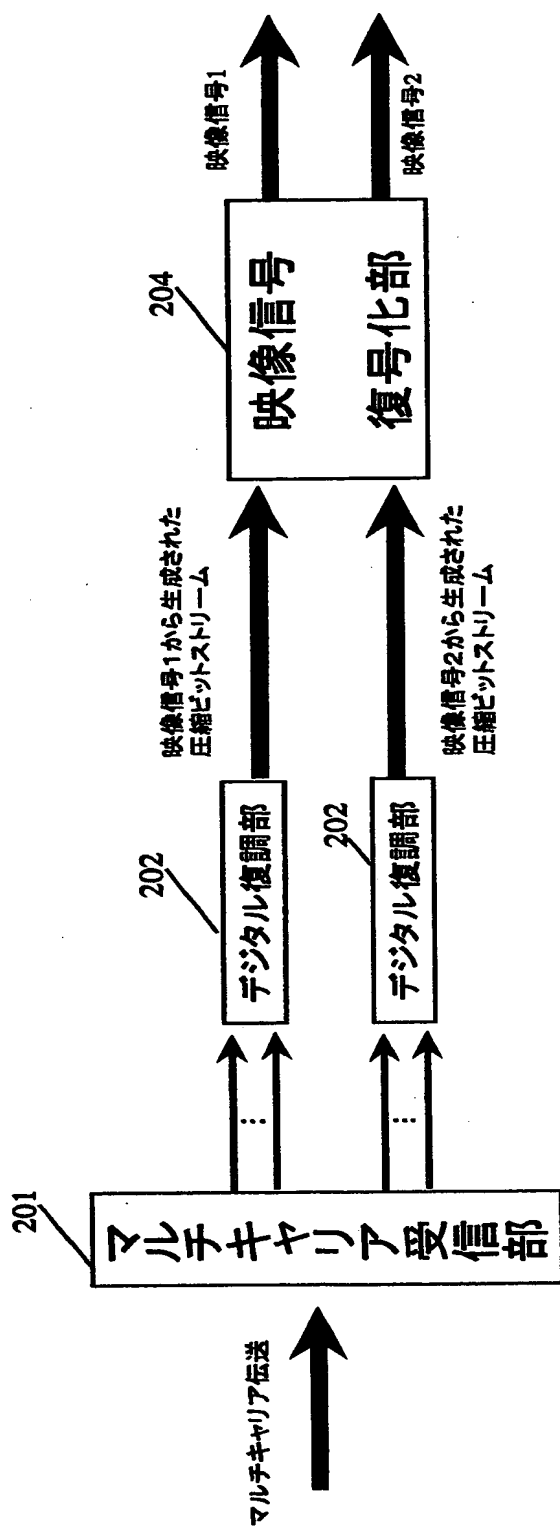 マルチキャリア伝送
201
マルチキャリア受信部
202
デジタル復調部
202
デジタル復調部
映像信号1から生成された
圧縮ビットストリーム
映像信号2から生成された
圧縮ビットストリーム
204
映像信号
復号化部
映像信号1
映像信号2